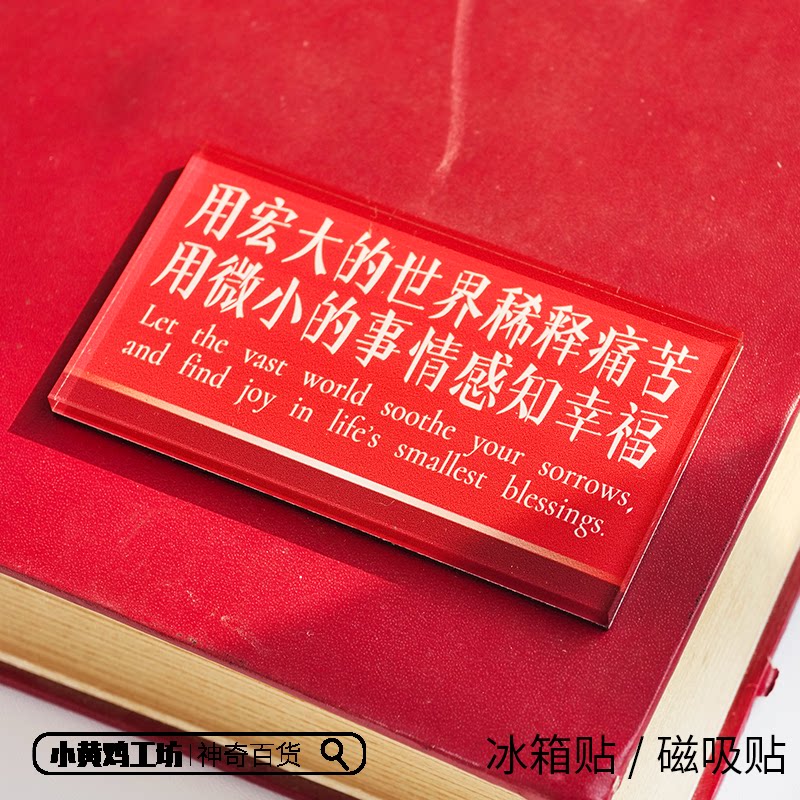 用宏大的世界稀释痛苦
用微小的事情感知幸福
Let the vast world soothe your sorrows,
and find joy in life's smallest blessings.
小黄鸡工坊|神奇百货
冰箱贴 / 磁吸贴